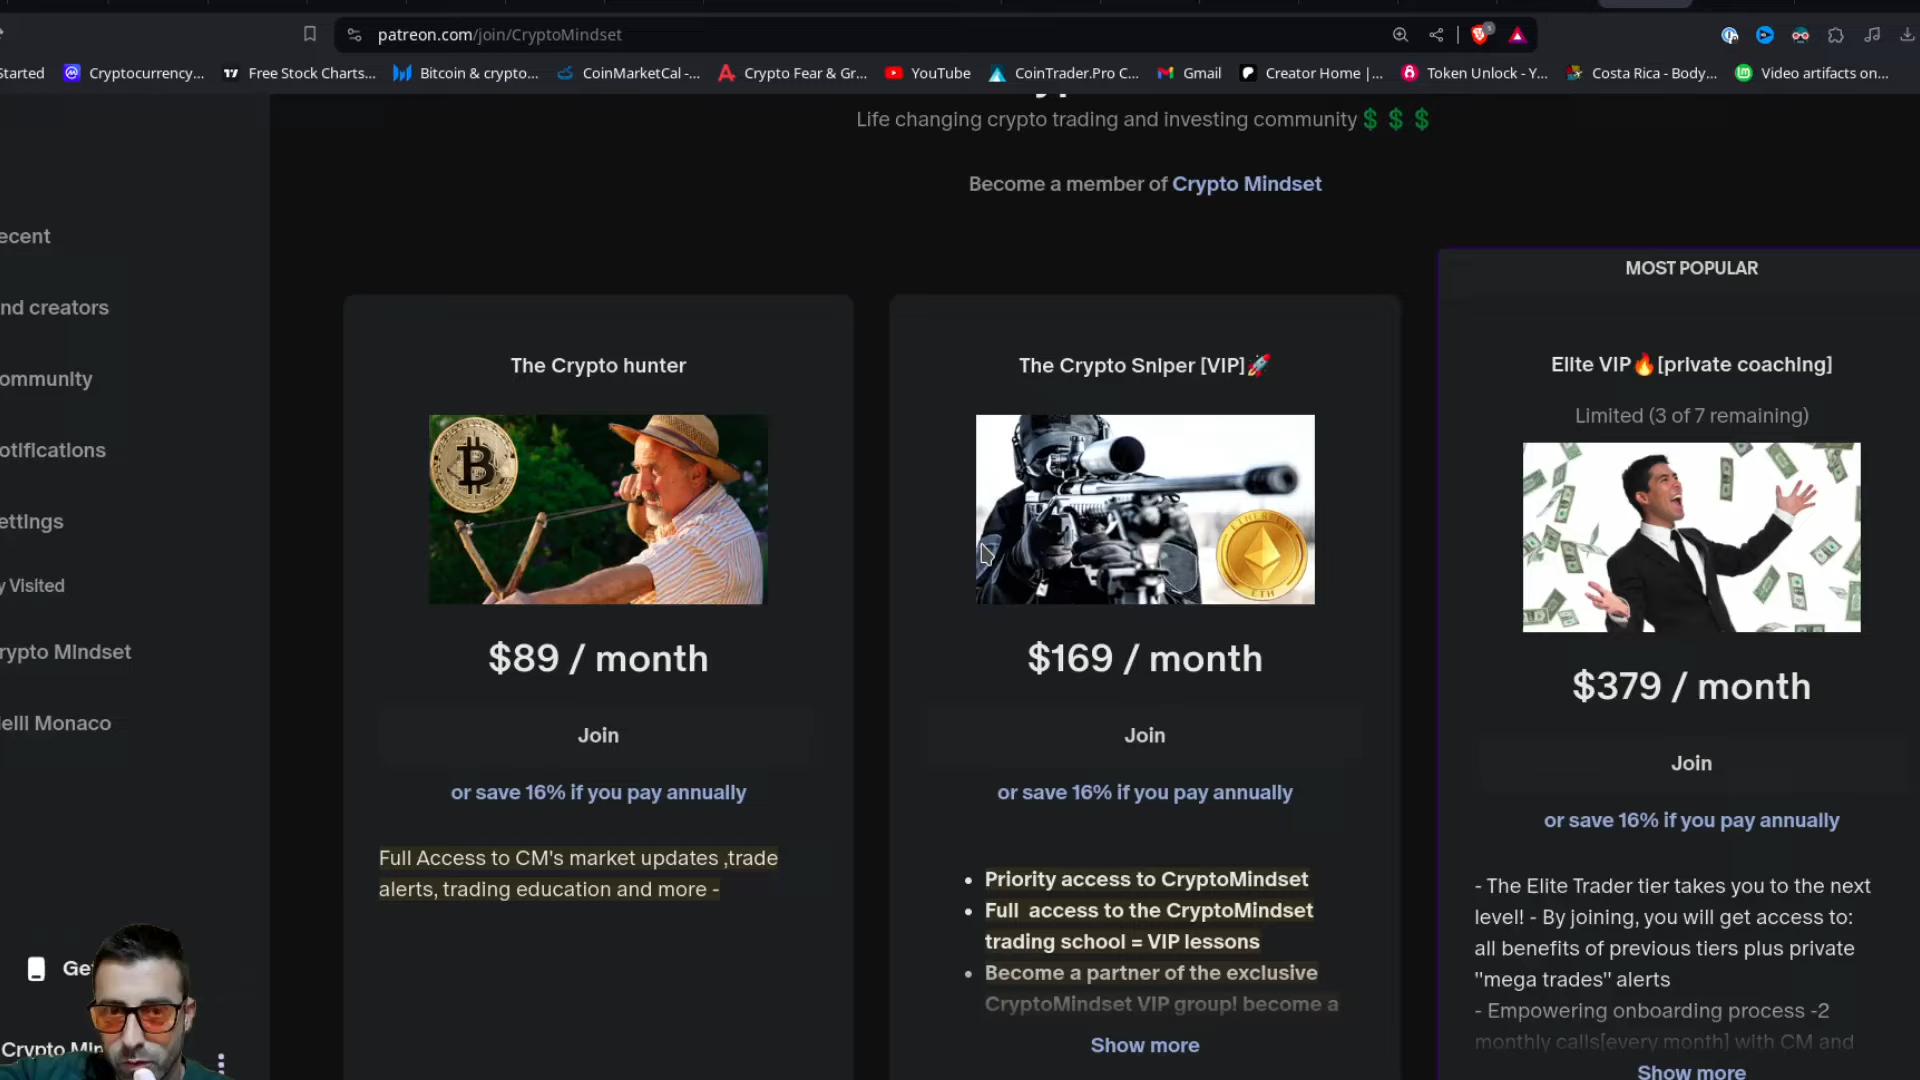 patreon.com/join/CryptoMindset
Started
Cryptocurrency...
Free Stock Charts...
Bitcoin & crypto...
CoinMarketCal -...
Crypto Fear & Gr...
YouTube
CoinTrader.Pro C...
Gmail
Creator Home |...
Token Unlock - Y...
Costa Rica - Body...
Video artifacts on...
Life changing crypto trading and investing community 💲 💲 💲
Become a member of Crypto Mindset
ecent
nd creators
ommunity
otifications
ettings
y Visited
rypto Mindset
Monaco
The Crypto hunter
$89 / month
Join
or save 16% if you pay annually
Full Access to CM's market updates ,trade
alerts, trading education and more -
The Crypto Sniper [VIP]🚀
ETHEREUM
ETH
$169 / month
Join
or save 16% if you pay annually
• Priority access to CryptoMindset
• Full access to the CryptoMindset
trading school = VIP lessons
• Become a partner of the exclusive
CryptoMindset VIP group! become a
Show more
MOST POPULAR
Elite VIP🔥[private coaching]
Limited (3 of 7 remaining)
$379 / month
Join
or save 16% if you pay annually
- The Elite Trader tier takes you to the next
level! - By joining, you will get access to:
all benefits of previous tiers plus private
"mega trades" alerts
- Empowering onboarding process -2
monthly calls[every month] with CM and
Show more
Ge
Crypto Min